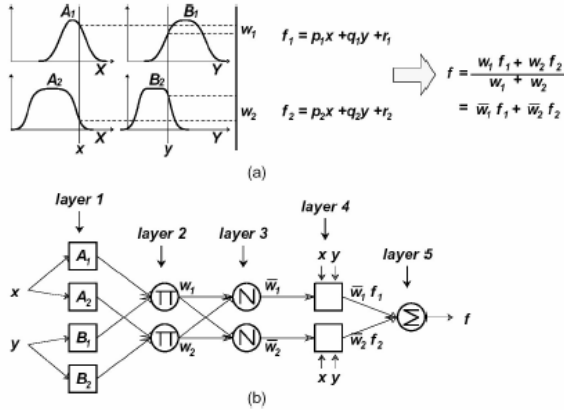 A₁ B₁
w₁
X Y
f₁ = p₁x + q₁y + r₁
A₂ B₂
w₂
X Y
x y
f₂ = p₂x + q₂y + r₂
f = w₁ f₁ + w₂ f₂ / w₁ + w₂
= w̅₁ f₁ + w̅₂ f₂
(a)
layer 1
layer 2
layer 3
layer 4
layer 5
x y
A₁
A₂
B₁
B₂
x
y
Π w₁
Π w₂
N w̅₁
N w̅₂
w̅₁ f₁
w̅₂ f₂
Σ
f
x y
(b)